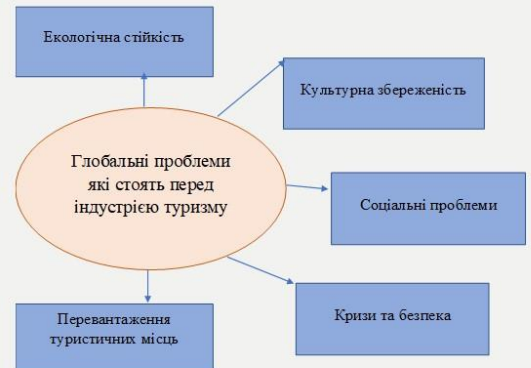 Екологічна стійкість
Культурна збереженість
Глобальні проблеми
які стоять перед
індустрією туризму
Соціальні проблеми
Кризи та безпека
Перевантаження
туристичних місць